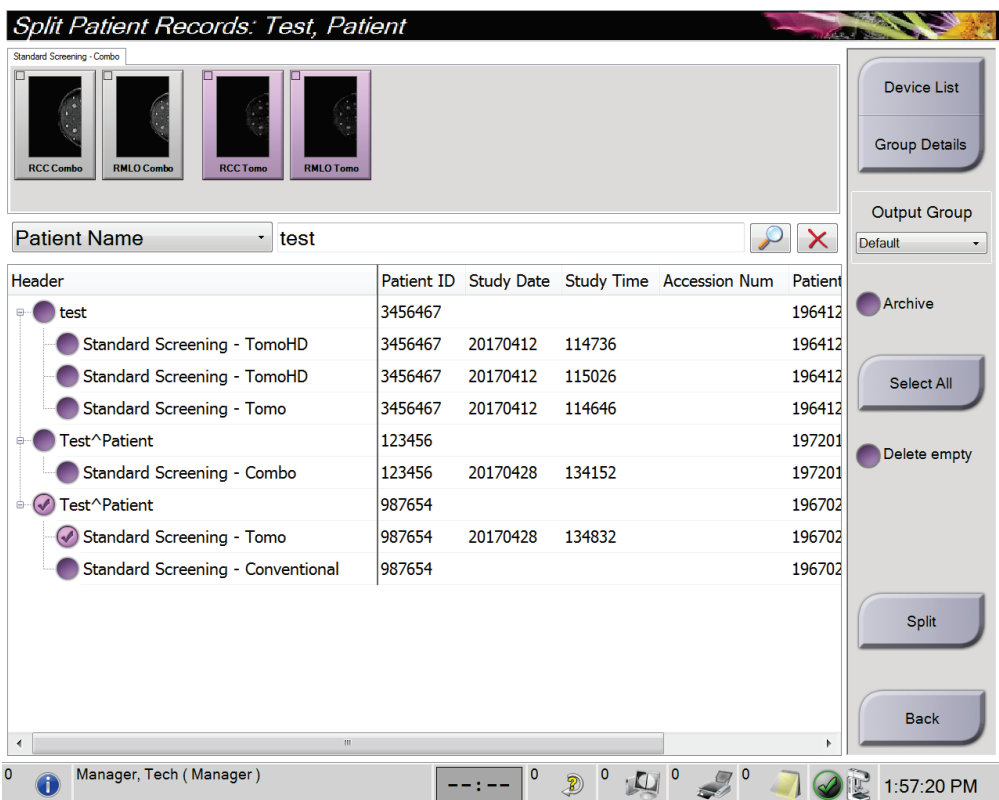 Split Patient Records: Test, Patient
Standard Screening - Combo
RCC Combo RMLO Combo RCC Tomo RMLO Tomo
Device List
Group Details
Output Group
Default
Patient Name test
Header Patient ID Study Date Study Time Accession Num Patient
test 3456467 196412
Standard Screening - TomoHD 3456467 20170412 114736 196412
Standard Screening - TomoHD 3456467 20170412 115026 196412
Standard Screening - Tomo 3456467 20170412 114646 196412
Test^Patient 123456 197201
Standard Screening - Combo 123456 20170428 134152 197201
Test^Patient 987654 196702
Standard Screening - Tomo 987654 20170428 134832 196702
Standard Screening - Conventional 987654 196702
Archive
Select All
Delete empty
Split
Back
0 Manager, Tech ( Manager ) --:-- 0 0 0 0 1:57:20 PM